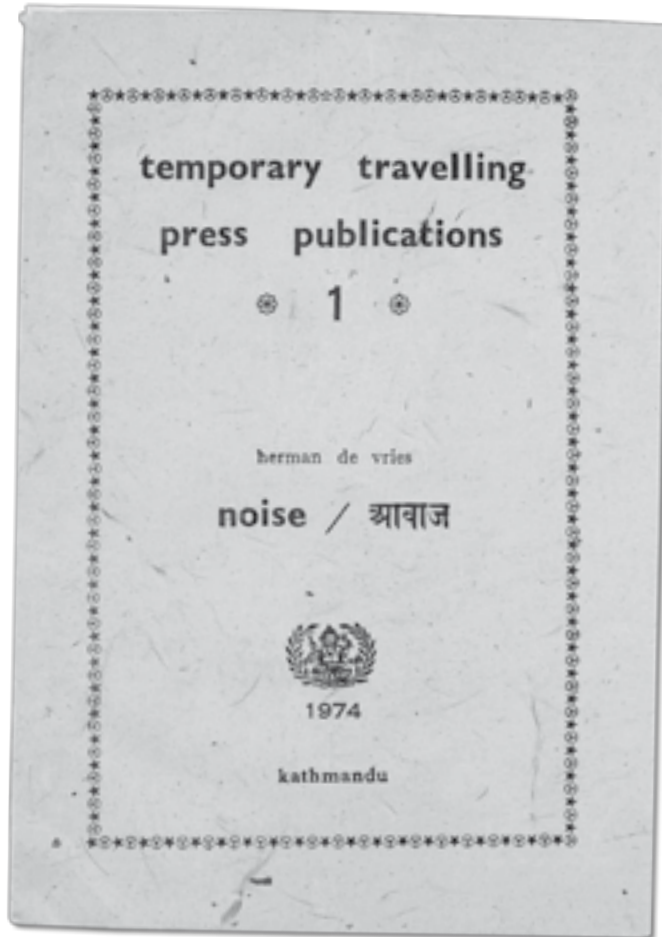 temporary travelling
press publications
1
herman de vries
noise / आवाज
1974
kathmandu